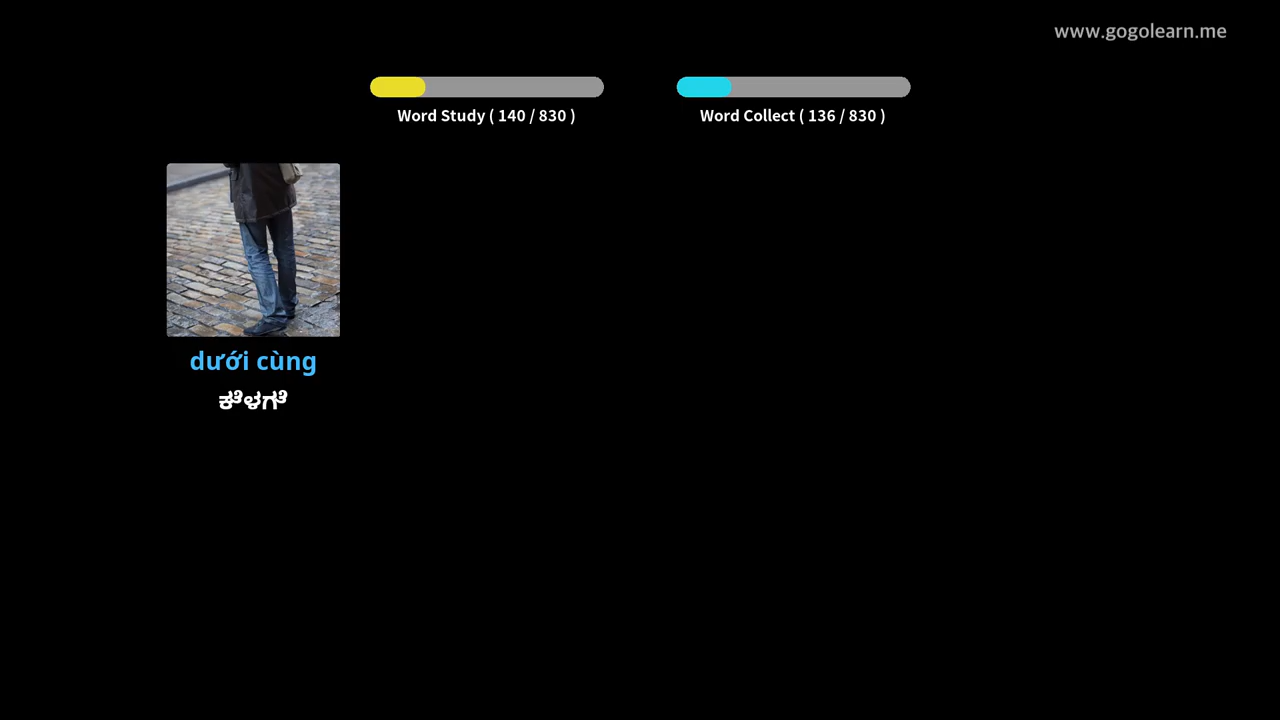 www.gogolearn.me
Word Study ( 140 / 830 )
Word Collect ( 136 / 830 )
dưới cùng
ಕೆಳಗೆ